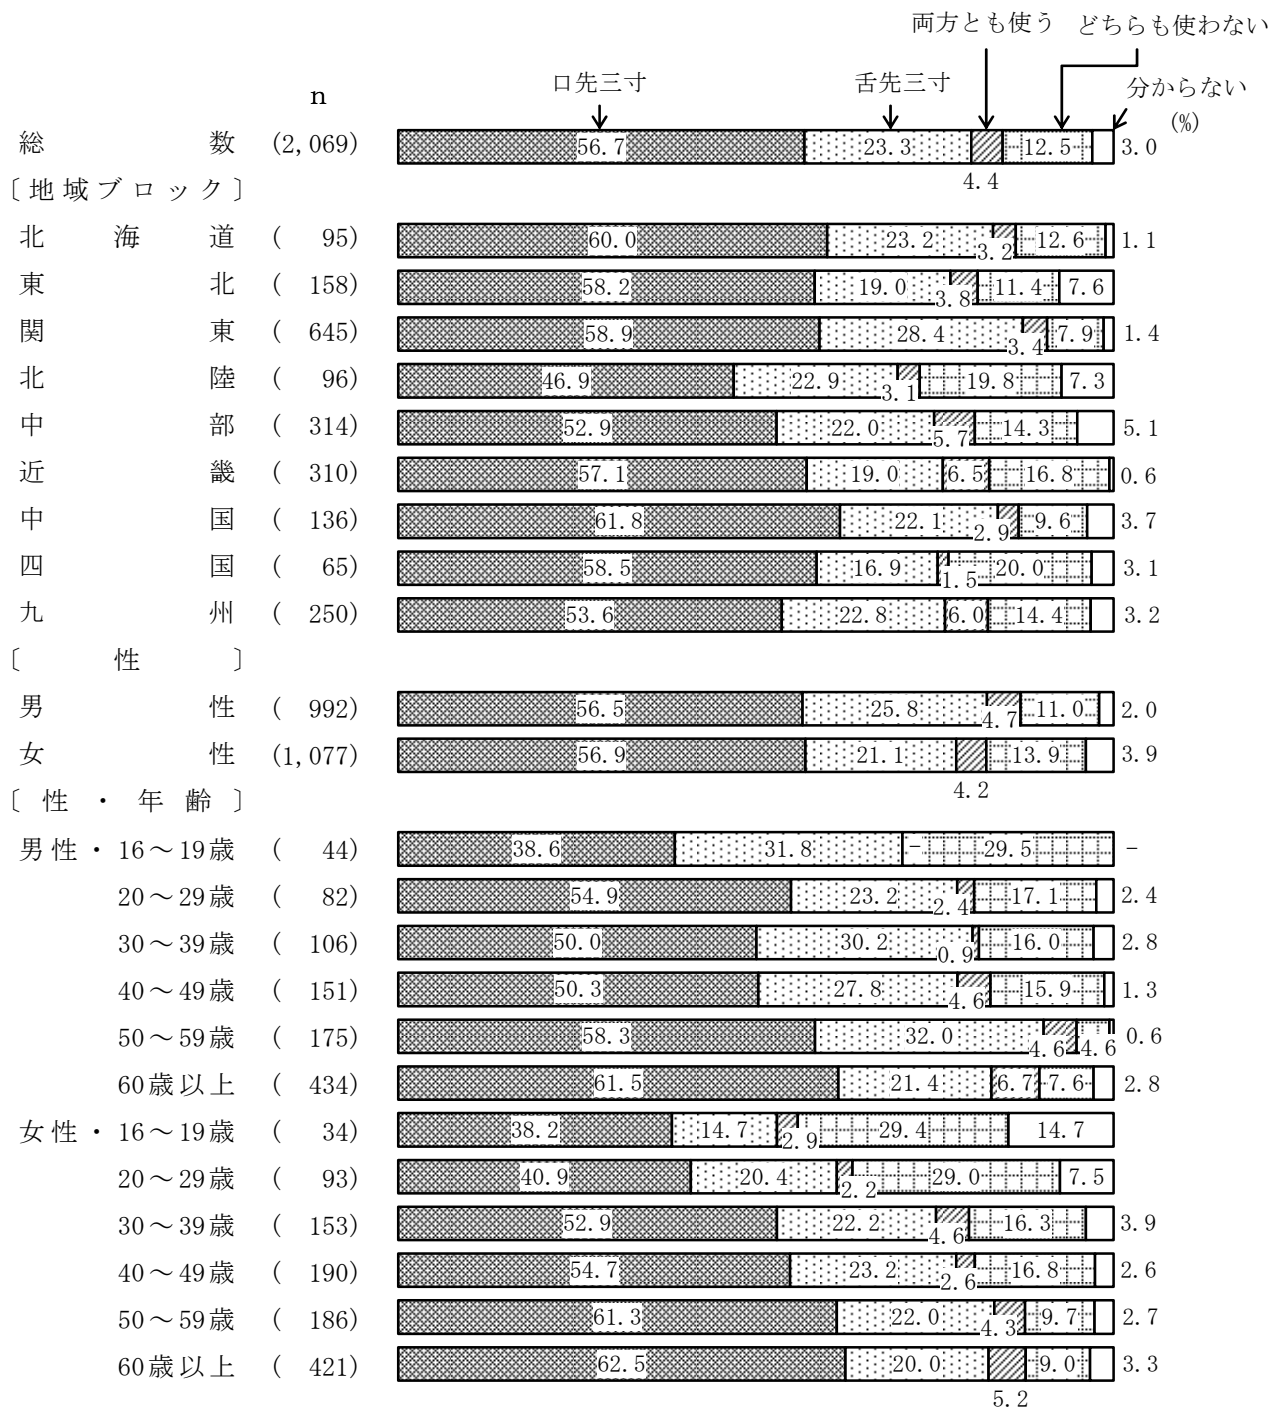 両方とも使う どちらも使わない
口先三寸 舌先三寸 分からない
n (%)
総数 (2,069) 56.7 23.3 12.5 3.0
4.4
〔地域ブロック〕
北海道 ( 95) 60.0 23.2 3.2 12.6 1.1
東北 ( 158) 58.2 19.0 3.8 11.4 7.6
関東 ( 645) 58.9 28.4 3.4 7.9 1.4
北陸 ( 96) 46.9 22.9 3.1 19.8 7.3
中部 ( 314) 52.9 22.0 5.7 14.3 5.1
近畿 ( 310) 57.1 19.0 6.5 16.8 0.6
中国 ( 136) 61.8 22.1 2.9 9.6 3.7
四国 ( 65) 58.5 16.9 1.5 20.0 3.1
九州 ( 250) 53.6 22.8 6.0 14.4 3.2
〔性〕
男性 ( 992) 56.5 25.8 4.7 11.0 2.0
女性 (1,077) 56.9 21.1 13.9 3.9
4.2
〔性・年齢〕
男性・16～19歳 ( 44) 38.6 31.8 - 29.5 -
20～29歳 ( 82) 54.9 23.2 2.4 17.1 2.4
30～39歳 ( 106) 50.0 30.2 0.9 16.0 2.8
40～49歳 ( 151) 50.3 27.8 4.6 15.9 1.3
50～59歳 ( 175) 58.3 32.0 4.6 4.6 0.6
60歳以上 ( 434) 61.5 21.4 6.7 7.6 2.8
女性・16～19歳 ( 34) 38.2 14.7 2.9 29.4 14.7
20～29歳 ( 93) 40.9 20.4 2.2 29.0 7.5
30～39歳 ( 153) 52.9 22.2 4.6 16.3 3.9
40～49歳 ( 190) 54.7 23.2 2.6 16.8 2.6
50～59歳 ( 186) 61.3 22.0 4.3 9.7 2.7
60歳以上 ( 421) 62.5 20.0 9.0 3.3
5.2